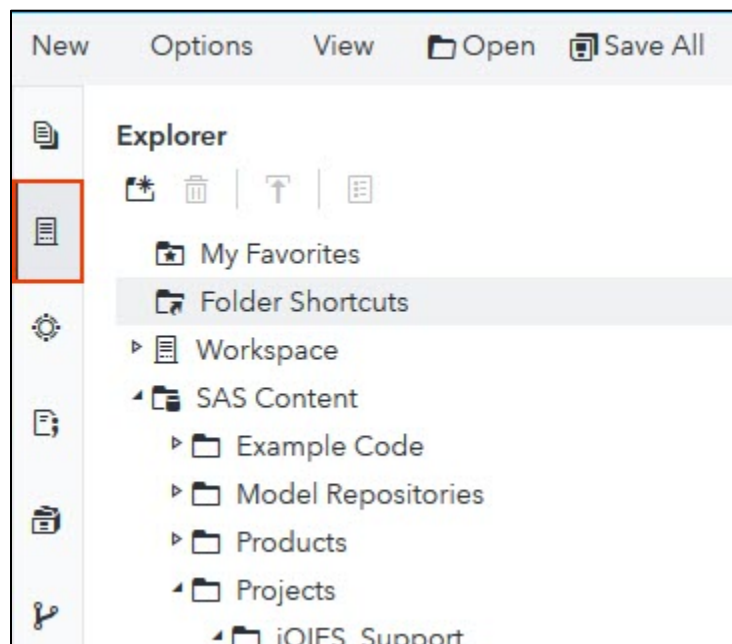 New Options View Open Save All
Explorer
My Favorites
Folder Shortcuts
Workspace
SAS Content
Example Code
Model Repositories
Products
Projects
iQIES_Support